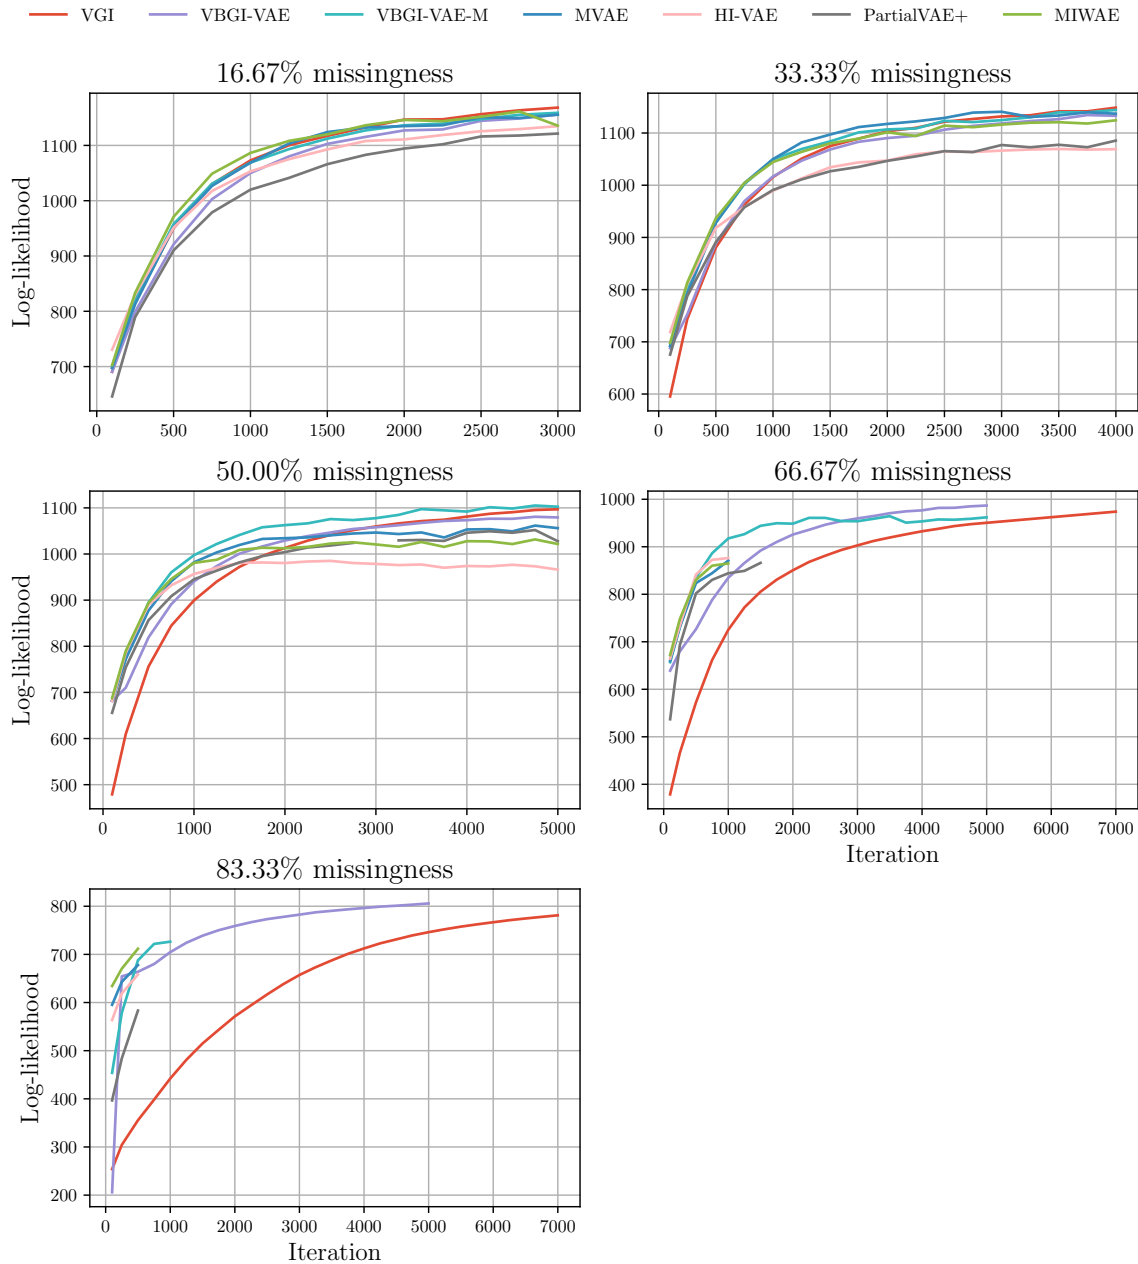 VGI VBGI-VAE VBGI-VAE-M MVAE HI-VAE PartialVAE+ MIWAE
16.67% missingness
33.33% missingness
Log-likelihood
1100
1000
900
800
700
0 500 1000 1500 2000 2500 3000
1100
1000
900
800
700
600
0 500 1000 1500 2000 2500 3000 3500 4000
50.00% missingness
66.67% missingness
Log-likelihood
1100
1000
900
800
700
600
500
0 1000 2000 3000 4000 5000
1000
900
800
700
600
500
400
0 1000 2000 3000 4000 5000 6000 7000
Iteration
83.33% missingness
Log-likelihood
800
700
600
500
400
300
200
0 1000 2000 3000 4000 5000 6000 7000
Iteration